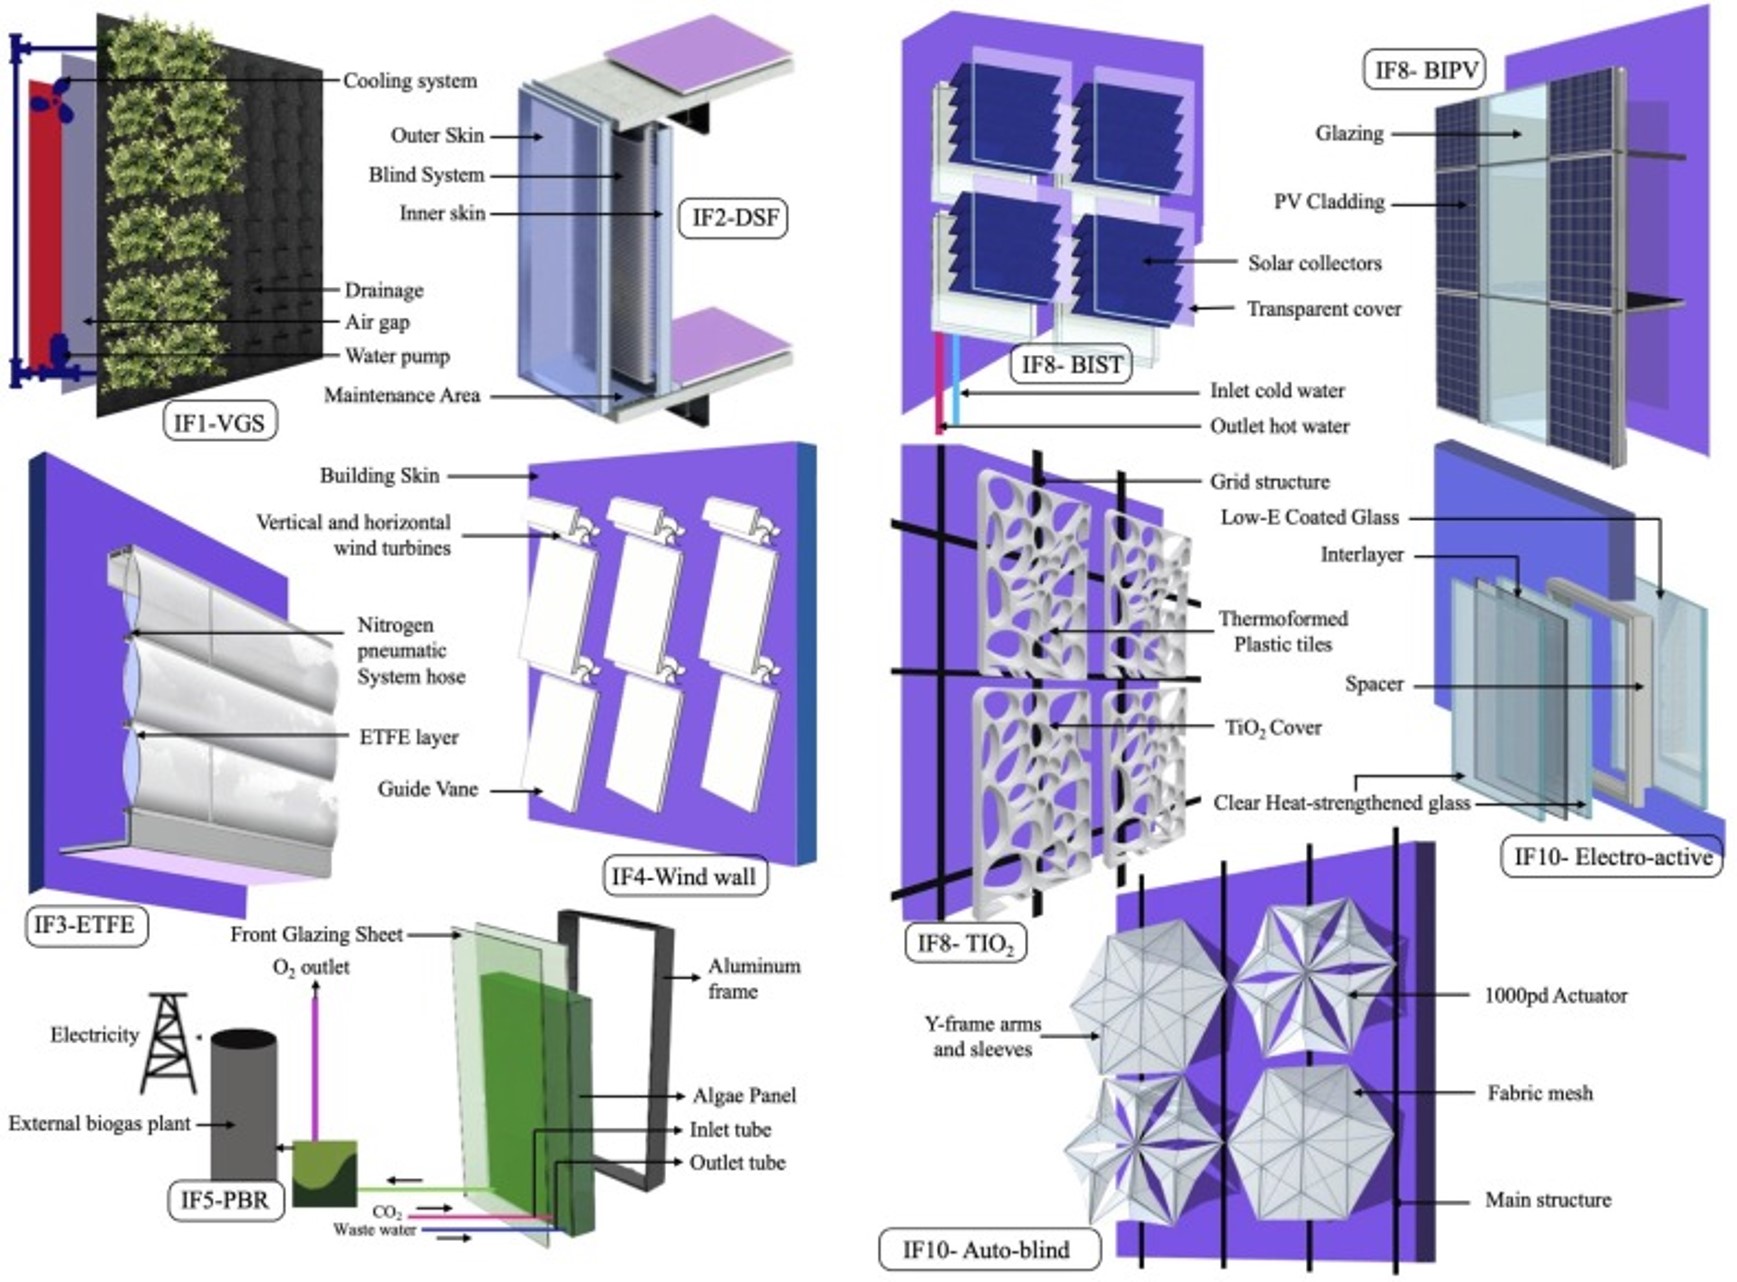 Cooling system
Drainage
Air gap
Water pump
IF1-VGS
Outer Skin
Blind System
Inner skin
Maintenance Area
IF2-DSF
Solar collectors
Transparent cover
IF8- BIST
Inlet cold water
Outlet hot water
IF8- BIPV
Glazing
PV Cladding
Nitrogen
pneumatic
System hose
ETFE layer
IF3-ETFE
Building Skin
Vertical and horizontal
wind turbines
Guide Vane
IF4-Wind wall
Grid structure
Thermoformed
Plastic tiles
TiO₂ Cover
IF8- TIO₂
Low-E Coated Glass
Interlayer
Spacer
Clear Heat-strengthened glass
IF10- Electro-active
Front Glazing Sheet
O₂ outlet
Electricity
External biogas plant
IF5-PBR
CO₂
Waste water
Aluminum
frame
Algae Panel
Inlet tube
Outlet tube
Y-frame arms
and sleeves
1000pd Actuator
Fabric mesh
Main structure
IF10- Auto-blind